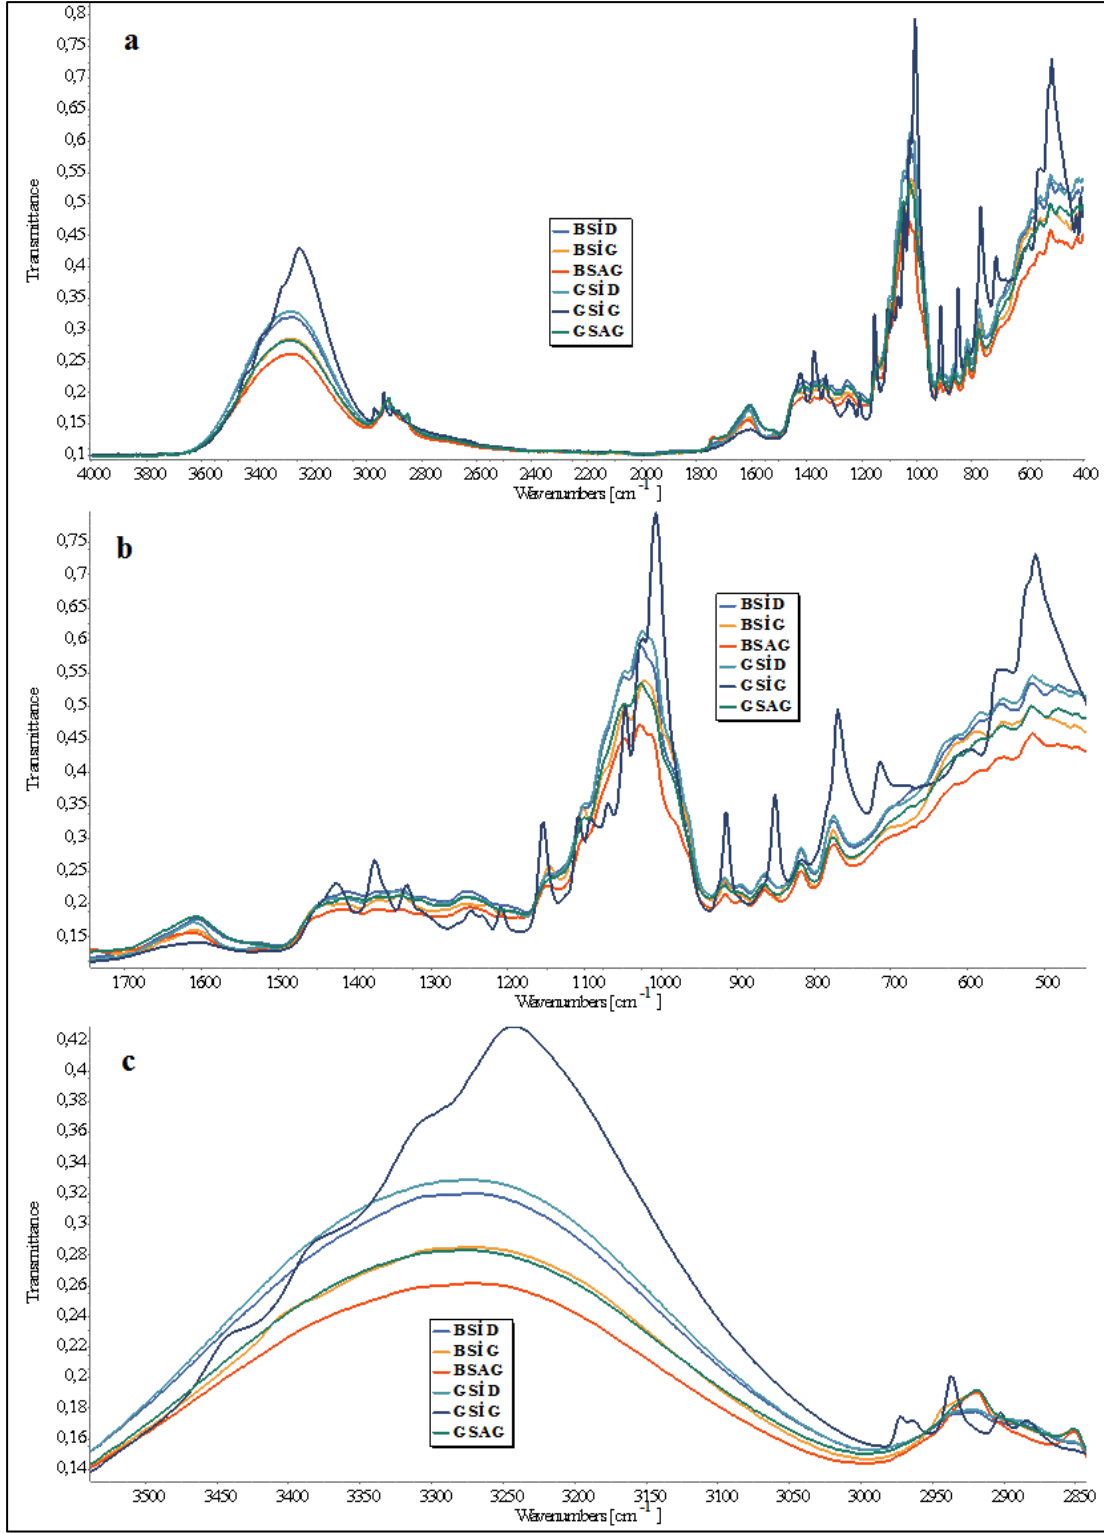 a
0,8
0,75
0,7
0,65
0,6
0,55
0,5
0,45
0,4
0,35
0,3
0,25
0,2
0,15
0,1
Transmittance
BSİD
BSİG
BSAG
GSİD
GSİG
GSAG
4000 3800 3600 3400 3200 3000 2800 2600 2400 2200 2000 1800 1600 1400 1200 1000 800 600 400
Wavenumbers [cm-1]
b
0,75
0,7
0,65
0,6
0,55
0,5
0,45
0,4
0,35
0,3
0,25
0,2
0,15
Transmittance
BSİD
BSİG
BSAG
GSİD
GSİG
GSAG
1700 1600 1500 1400 1300 1200 1100 1000 900 800 700 600 500
Wavenumbers [cm-1]
c
0,42
0,4
0,38
0,36
0,34
0,32
0,3
0,28
0,26
0,24
0,22
0,2
0,18
0,16
0,14
Transmittance
BSİD
BSİG
BSAG
GSİD
GSİG
GSAG
3500 3450 3400 3350 3300 3250 3200 3150 3100 3050 3000 2950 2900 2850
Wavenumbers [cm-1]